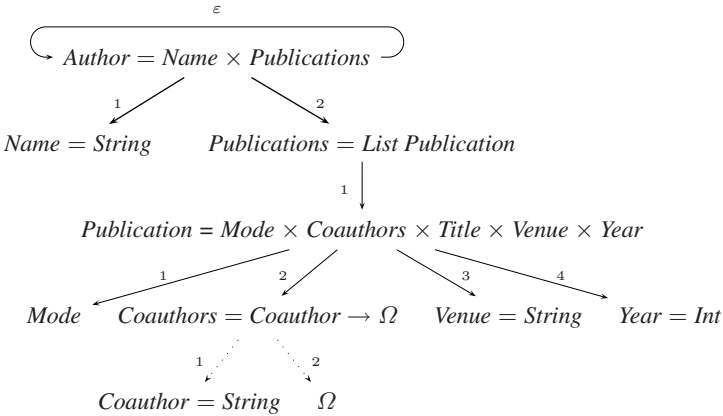 ε
Author = Name × Publications
1 2
Name = String Publications = List Publication
1
Publication = Mode × Coauthors × Title × Venue × Year
1 2 3 4
Mode Coauthors = Coauthor → Ω Venue = String Year = Int
1 2
Coauthor = String Ω